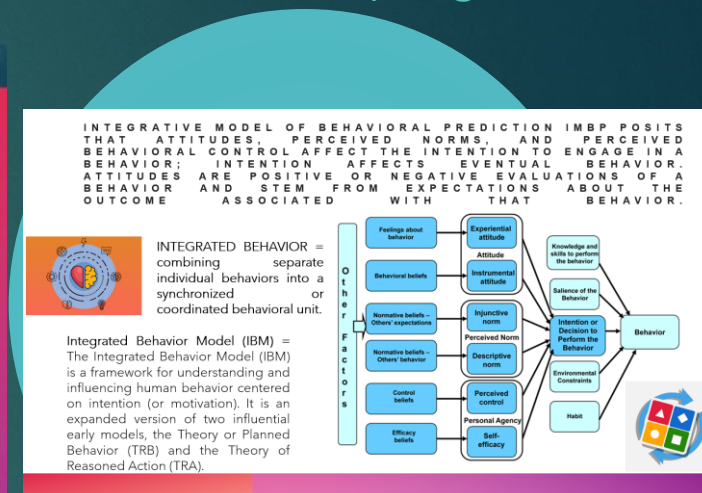 INTEGRATIVE MODEL OF BEHAVIORAL PREDICTION IMBP POSITS
THAT ATTITUDES, PERCEIVED NORMS, AND PERCEIVED
BEHAVIORAL CONTROL AFFECT THE INTENTION TO ENGAGE IN A
BEHAVIOR; INTENTION AFFECTS EVENTUAL BEHAVIOR.
ATTITUDES ARE POSITIVE OR NEGATIVE EVALUATIONS OF A
BEHAVIOR AND STEM FROM EXPECTATIONS ABOUT THE
OUTCOME ASSOCIATED WITH THAT BEHAVIOR.
INTEGRATED BEHAVIOR =
combining separate
individual behaviors into a
synchronized or
coordinated behavioral unit.
Integrated Behavior Model (IBM) =
The Integrated Behavior Model (IBM)
is a framework for understanding and
influencing human behavior centered
on intention (or motivation). It is an
expanded version of two influential
early models, the Theory or Planned
Behavior (TRB) and the Theory of
Reasoned Action (TRA).
Other Factors
Feelings about
behavior
Behavioral beliefs
Normative beliefs –
Others' expectations
Normative beliefs –
Others' behavior
Control
beliefs
Efficacy
beliefs
Experiential
attitude
Attitude
Instrumental
attitude
Injunctive
norm
Perceived Norm
Descriptive
norm
Perceived
control
Personal Agency
Self-
efficacy
Knowledge and
skills to perform
the behavior
Salience of the
Behavior
Intention or
Decision to
Perform the
Behavior
Environmental
Constraints
Habit
Behavior